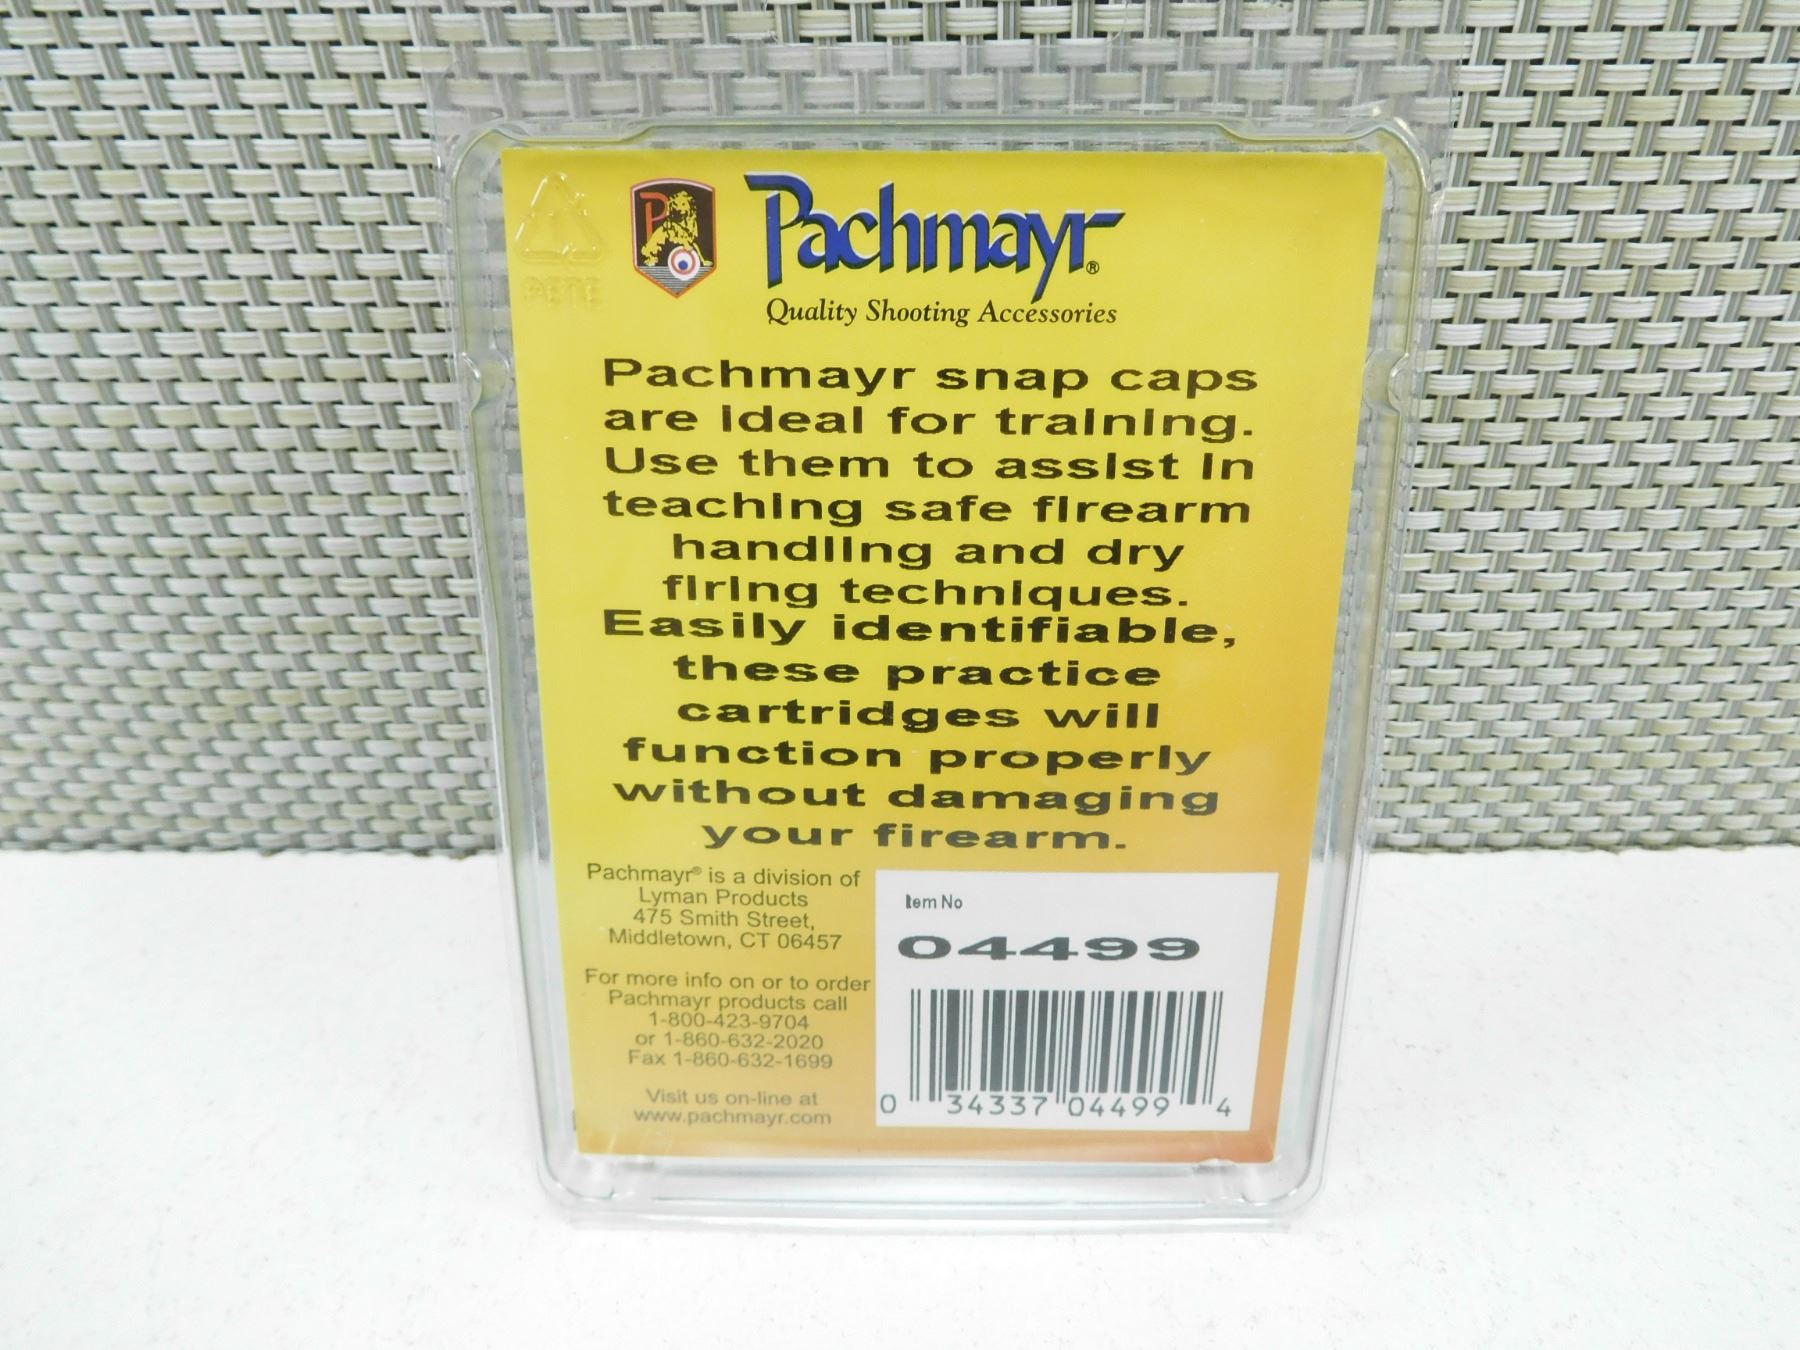 PETE
P
Pachmayr®
Quality Shooting Accessories
Pachmayr snap caps
are ideal for training.
Use them to assist in
teaching safe firearm
handling and dry
firing techniques.
Easily identifiable,
these practice
cartridges will
function properly
without damaging
your firearm.
Pachmayr® is a division of
Lyman Products
475 Smith Street,
Middletown, CT 06457
For more info on or to order
Pachmayr products call
1-800-423-9704
or 1-860-632-2020
Fax 1-860-632-1699
Visit us on-line at
www.pachmayr.com
Item No
04499
0 34337 04499 4